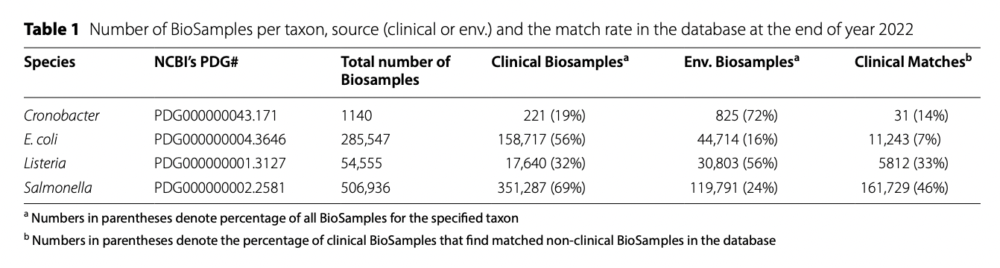 Table 1 Number of BioSamples per taxon, source (clinical or env.) and the match rate in the database at the end of year 2022
Species NCBI's PDG# Total number of Biosamples Clinical Biosamplesa Env. Biosamplesa Clinical Matchesb
Cronobacter PDG000000043.171 1140 221 (19%) 825 (72%) 31 (14%)
E. coli PDG000000004.3646 285,547 158,717 (56%) 44,714 (16%) 11,243 (7%)
Listeria PDG000000001.3127 54,555 17,640 (32%) 30,803 (56%) 5812 (33%)
Salmonella PDG000000002.2581 506,936 351,287 (69%) 119,791 (24%) 161,729 (46%)
a Numbers in parentheses denote percentage of all BioSamples for the specified taxon
b Numbers in parentheses denote the percentage of clinical BioSamples that find matched non-clinical BioSamples in the database